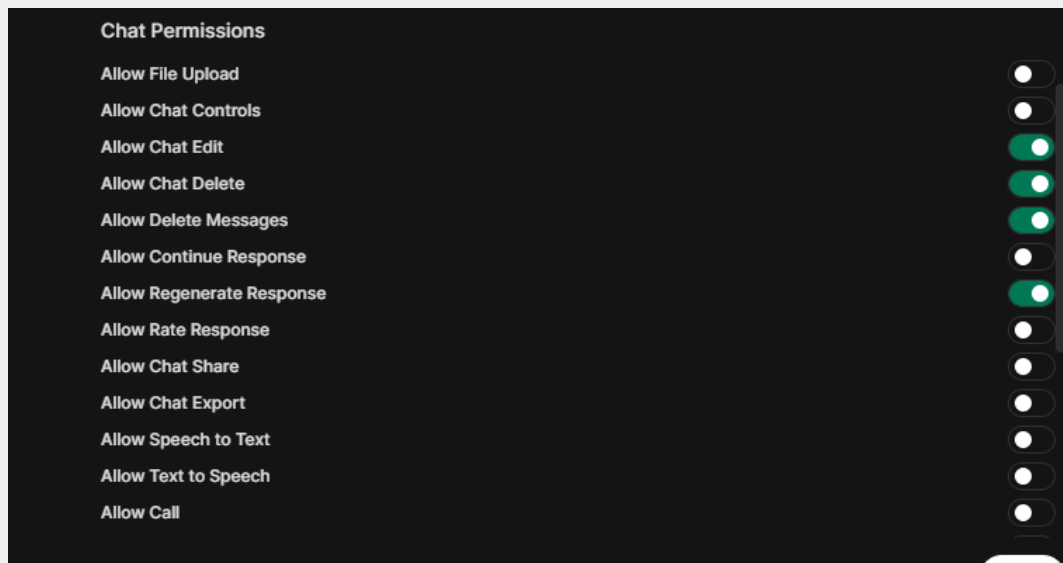 Chat Permissions
Allow File Upload
Allow Chat Controls
Allow Chat Edit
Allow Chat Delete
Allow Delete Messages
Allow Continue Response
Allow Regenerate Response
Allow Rate Response
Allow Chat Share
Allow Chat Export
Allow Speech to Text
Allow Text to Speech
Allow Call